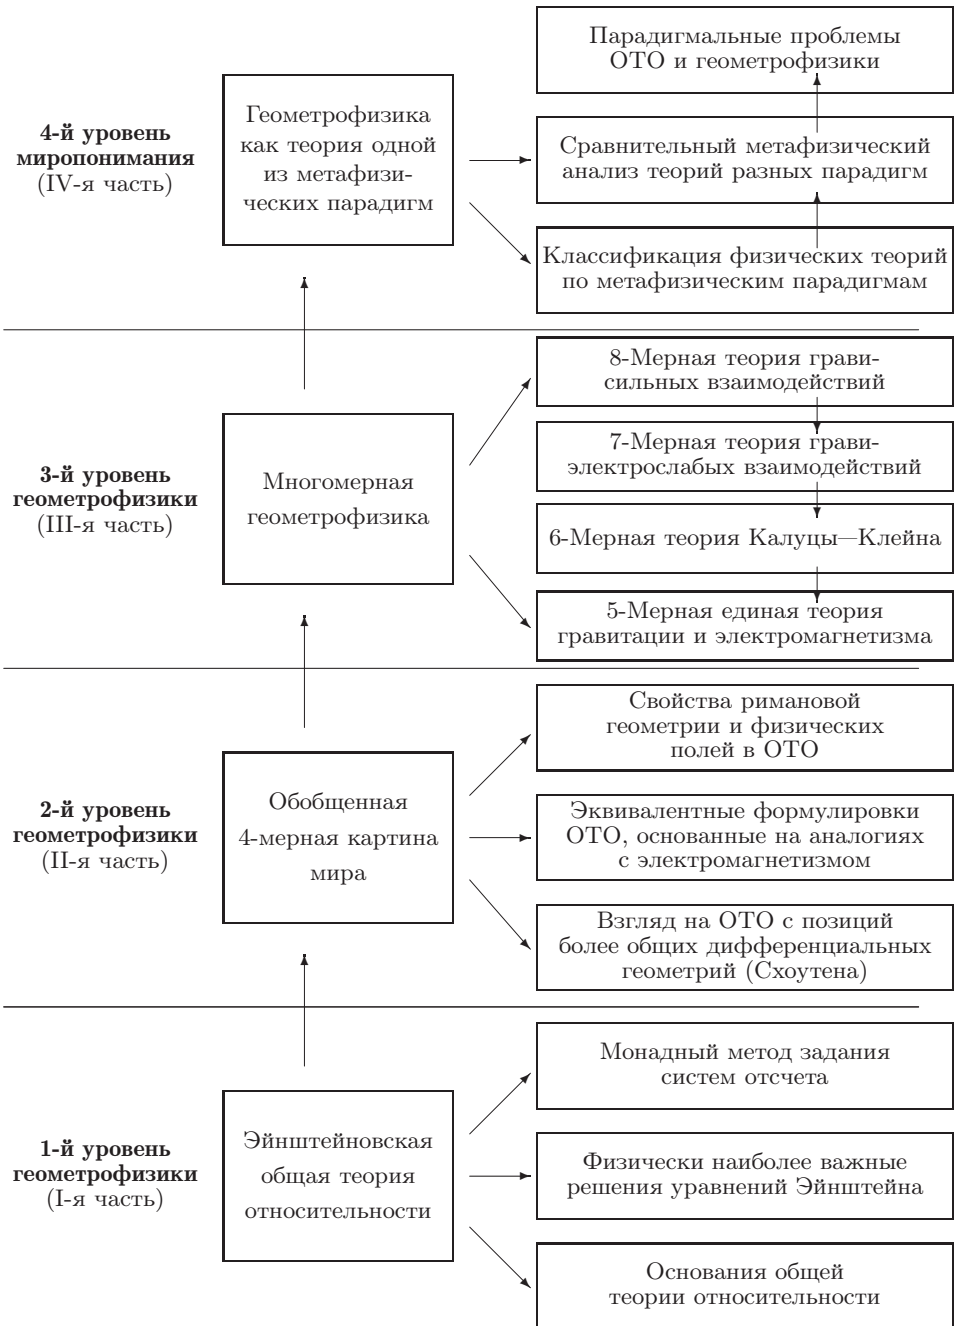 Парадигмальные проблемы
ОТО и геометрофизики
4-й уровень
миропонимания
(IV-я часть)
Геометрофизика
как теория одной
из метафизи-
ческих парадигм
Сравнительный метафизический
анализ теорий разных парадигм
Классификация физических теорий
по метафизическим парадигмам
3-й уровень
геометрофизики
(III-я часть)
Многомерная
геометрофизика
8-Мерная теория грави-
сильных взаимодействий
7-Мерная теория грави-
электрослабых взаимодействий
6-Мерная теория Калуцы—Клейна
5-Мерная единая теория
гравитации и электромагнетизма
2-й уровень
геометрофизики
(II-я часть)
Обобщенная
4-мерная картина
мира
Свойства римановой
геометрии и физических
полей в ОТО
Эквивалентные формулировки
ОТО, основанные на аналогиях
с электромагнетизмом
Взгляд на ОТО с позиций
более общих дифференциальных
геометрий (Схоутена)
1-й уровень
геометрофизики
(I-я часть)
Эйнштейновская
общая теория
относительности
Монадный метод задания
систем отсчета
Физически наиболее важные
решения уравнений Эйнштейна
Основания общей
теории относительности